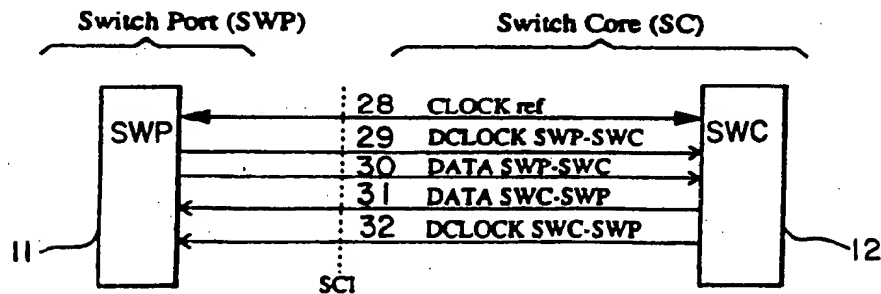 Switch Port (SWP)
Switch Core (SC)
28 CLOCK ref
SWP
SWC
29 DCLOCK SWP-SWC
30 DATA SWP-SWC
31 DATA SWC-SWP
32 DCLOCK SWC-SWP
11
12
SCI